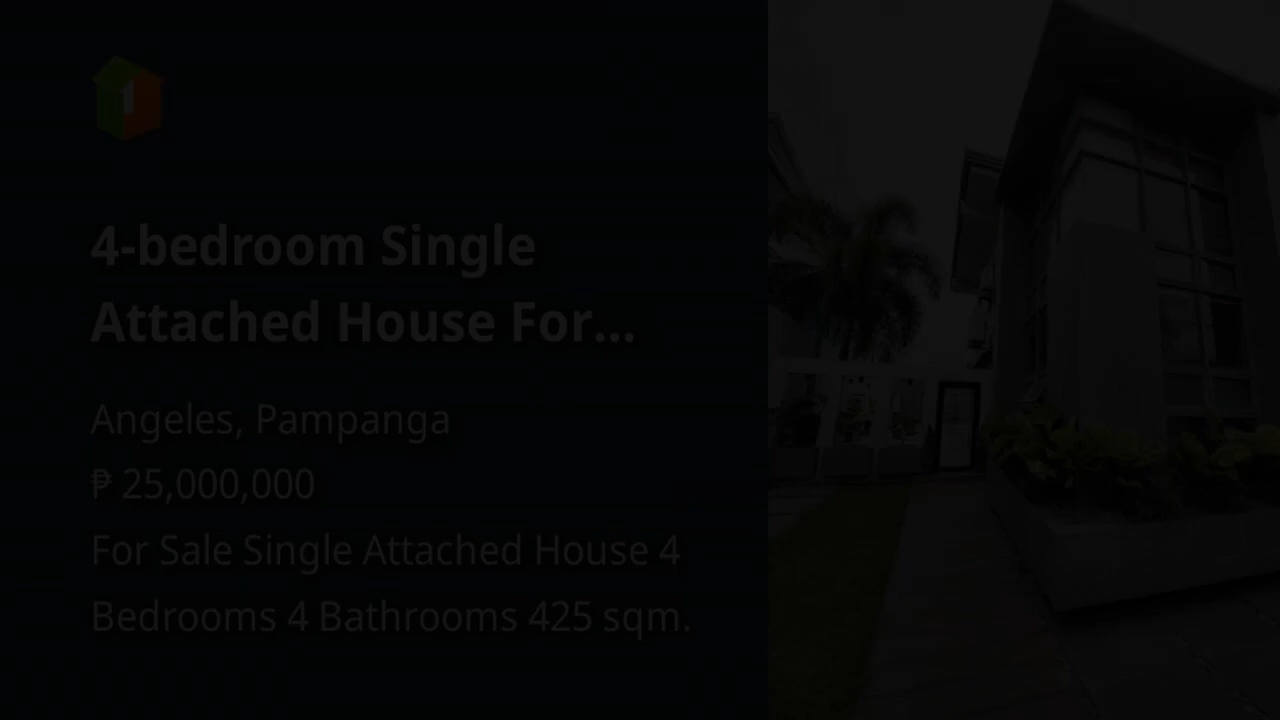 4-bedroom Single
Attached House For...
Angeles, Pampanga
₱ 25,000,000
For Sale Single Attached House 4
Bedrooms 4 Bathrooms 425 sqm.